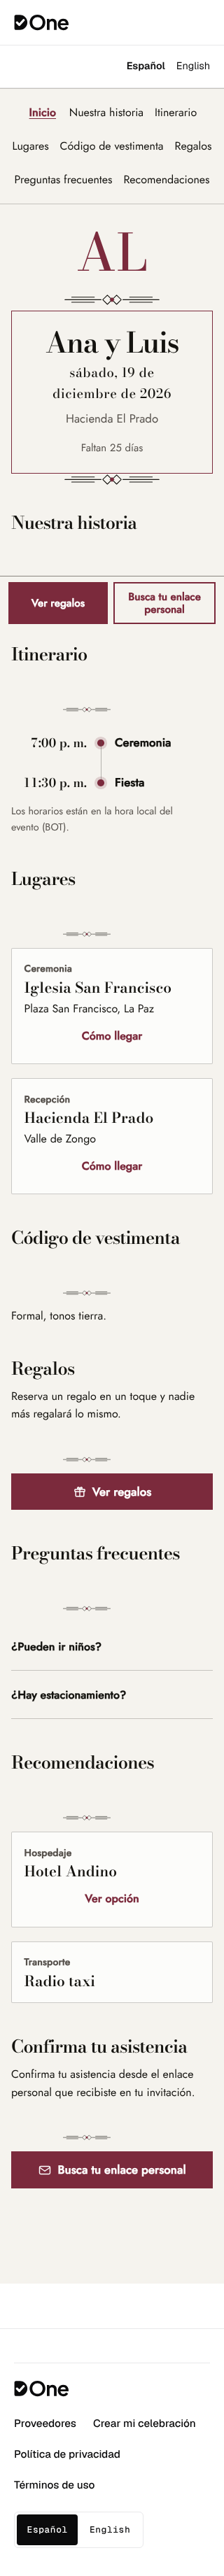 One
Español English
Inicio Nuestra historia Itinerario
Lugares Código de vestimenta Regalos
Preguntas frecuentes Recomendaciones
AL
Ana y Luis
sábado, 19 de
diciembre de 2026
Hacienda El Prado
Faltan 25 días
Nuestra historia
Ver regalos
Busca tu enlace
personal
Itinerario
7:00 p. m. Ceremonia
11:30 p. m. Fiesta
Los horarios están en la hora local del
evento (BOT).
Lugares
Ceremonia
Iglesia San Francisco
Plaza San Francisco, La Paz
Cómo llegar
Recepción
Hacienda El Prado
Valle de Zongo
Cómo llegar
Código de vestimenta
Formal, tonos tierra.
Regalos
Reserva un regalo en un toque y nadie
más regalará lo mismo.
Ver regalos
Preguntas frecuentes
¿Pueden ir niños?
¿Hay estacionamiento?
Recomendaciones
Hospedaje
Hotel Andino
Ver opción
Transporte
Radio taxi
Confirma tu asistencia
Confirma tu asistencia desde el enlace
personal que recibiste en tu invitación.
Busca tu enlace personal
One
Proveedores Crear mi celebración
Política de privacidad
Términos de uso
Español English